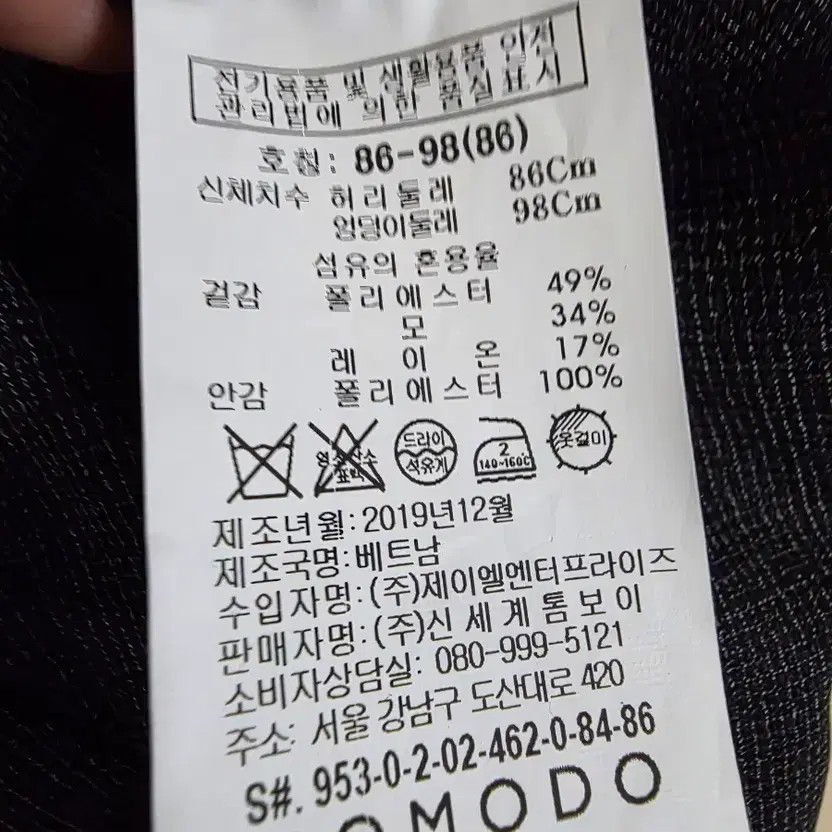 전기용품 및 생활용품 안전
관리법에 의한 품질표시
호칭: 86-98(86)
신체치수 허리둘레 86Cm
엉덩이둘레 98Cm
섬유의 혼용율
겉감 폴리에스터 49%
모 34%
레이온 17%
안감 폴리에스터 100%
염소산소
표백
드라이
석유계
2
140~160℃
옷걸이
제조년월:2019년12월
제조국명:베트남
수입자명:(주)제이엘엔터프라이즈
판매자명:(주)신세계톰보이
소비자상담실: 080-999-5121
주소: 서울 강남구 도산대로 420
S#. 953-0-2-02-462-0-84-86
OMODO